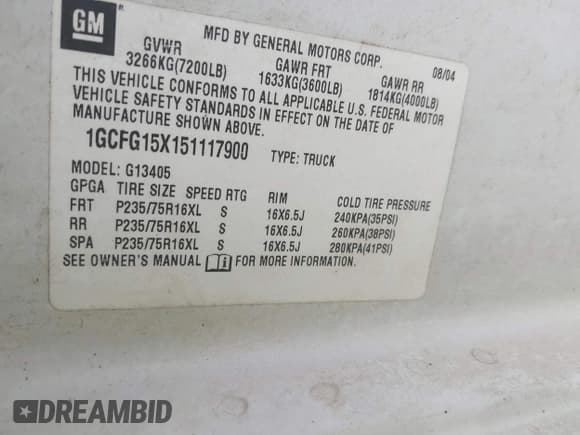 GM
MFD BY GENERAL MOTORS CORP. 08/04
GVWR GAWR FRT GAWR RR
3266KG(7200LB) 1633KG(3600LB) 1814KG(4000LB)
THIS VEHICLE CONFORMS TO ALL APPLICABLE U.S. FEDERAL MOTOR
VEHICLE SAFETY STANDARDS IN EFFECT ON THE DATE OF
MANUFACTURE SHOWN ABOVE.
1GCFG15X151117900 TYPE: TRUCK
MODEL: G13405
GPGA TIRE SIZE SPEED RTG RIM COLD TIRE PRESSURE
FRT P235/75R16XL S 16X6.5J 240KPA(35PSI)
RR P235/75R16XL S 16X6.5J 260KPA(38PSI)
SPA P235/75R16XL S 16X6.5J 280KPA(41PSI)
SEE OWNER'S MANUAL FOR MORE INFORMATION.
DREAMBID